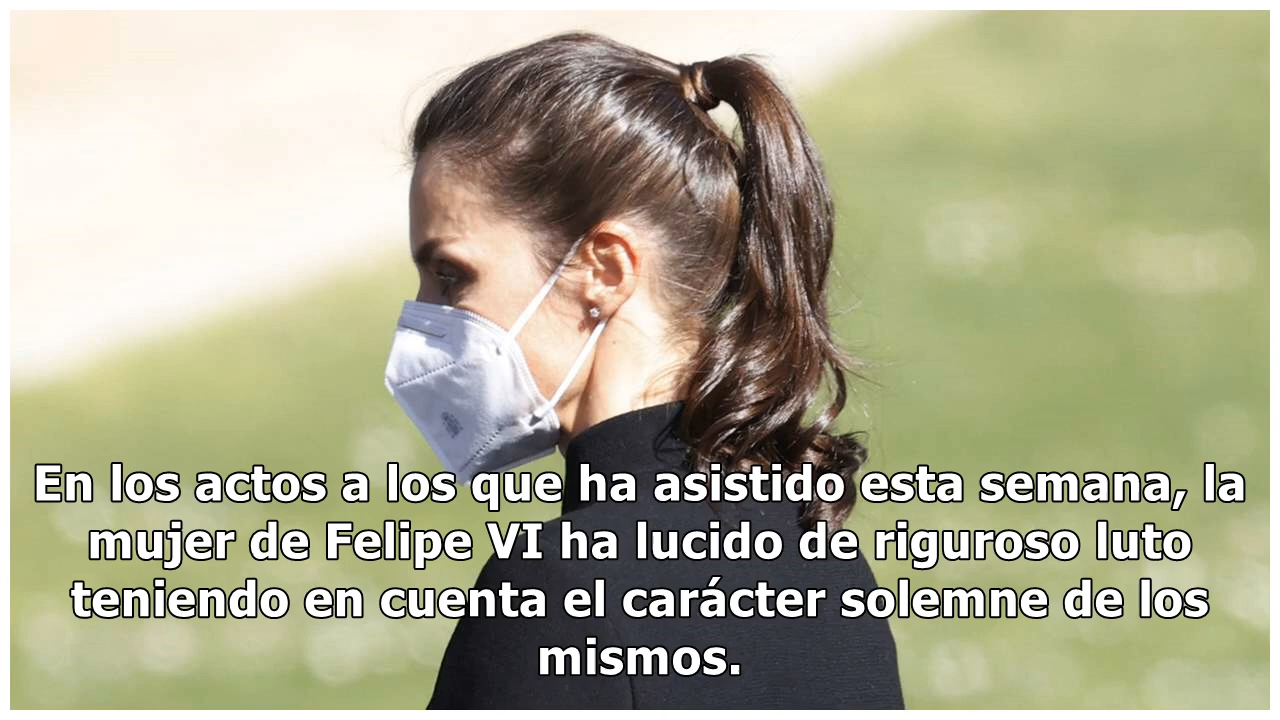 En los actos a los que ha asistido esta semana, la
mujer de Felipe VI ha lucido de riguroso luto
teniendo en cuenta el carácter solemne de los
mismos.